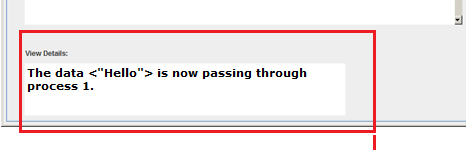 View Details:
The data <"Hello"> is now passing through
process 1.